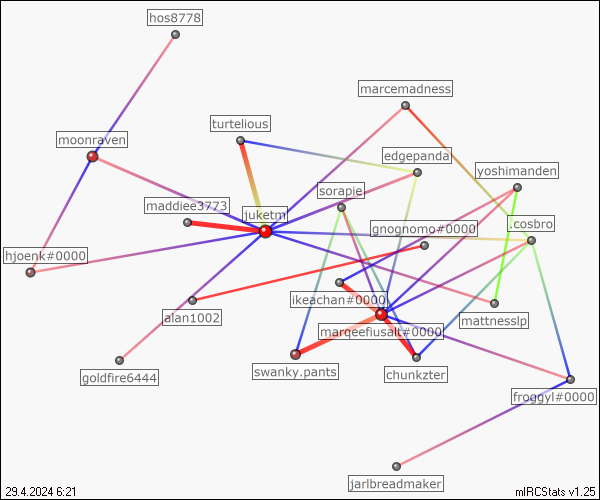 hos8778
marcemadness
turtelious
moonraven
edgepanda
yoshimanden
sorapie
maddiee3773
juketm
gnognomo#0000
.cosbro
hjoenk#0000
ikeachan#0000
alan1002
mattnesslp
marqeefiusalt#0000
swanky.pants
chunkzter
goldfire6444
froggyl#0000
jarlbreadmaker
29.4.2024 6:21
mIRCStats v1.25